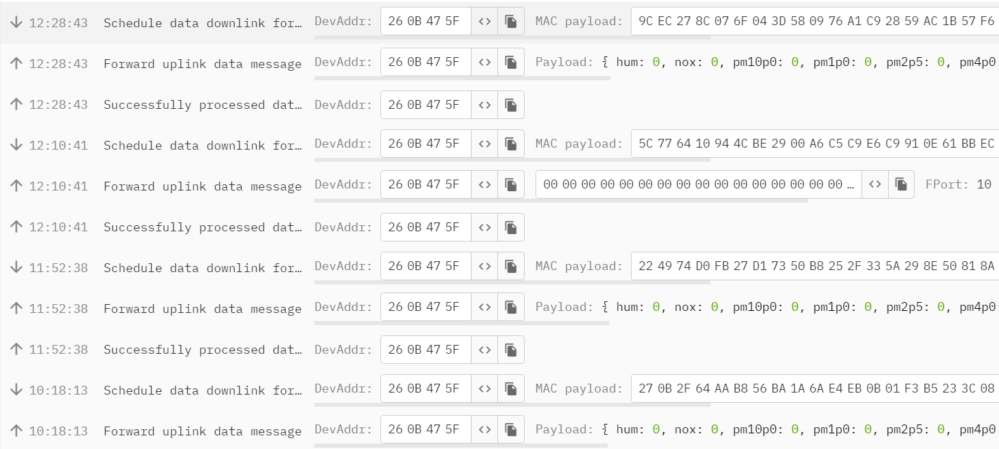 12:28:43 Schedule data downlink for… DevAddr: 26 0B 47 5F <> MAC payload: 9C EC 27 8C 07 6F 04 3D 58 09 76 A1 C9 28 59 AC 1B 57 F6
12:28:43 Forward uplink data message DevAddr: 26 0B 47 5F <> Payload: { hum: 0, nox: 0, pm10p0: 0, pm1p0: 0, pm2p5: 0, pm4p0
12:28:43 Successfully processed dat… DevAddr: 26 0B 47 5F <>
12:10:41 Schedule data downlink for… DevAddr: 26 0B 47 5F <> MAC payload: 5C 77 64 10 94 4C BE 29 00 A6 C5 C9 E6 C9 91 0E 61 BB EC
12:10:41 Forward uplink data message DevAddr: 26 0B 47 5F <> 00 00 00 00 00 00 00 00 00 00 00 00 00 00 00 00 … <> FPort: 10
12:10:41 Successfully processed dat… DevAddr: 26 0B 47 5F <>
11:52:38 Schedule data downlink for… DevAddr: 26 0B 47 5F <> MAC payload: 22 49 74 D0 FB 27 D1 73 50 B8 25 2F 33 5A 29 8E 50 81 8A
11:52:38 Forward uplink data message DevAddr: 26 0B 47 5F <> Payload: { hum: 0, nox: 0, pm10p0: 0, pm1p0: 0, pm2p5: 0, pm4p0
11:52:38 Successfully processed dat… DevAddr: 26 0B 47 5F <>
10:18:13 Schedule data downlink for… DevAddr: 26 0B 47 5F <> MAC payload: 27 0B 2F 64 AA B8 56 BA 1A 6A E4 EB 0B 01 F3 B5 23 3C 08
10:18:13 Forward uplink data message DevAddr: 26 0B 47 5F <> Payload: { hum: 0, nox: 0, pm10p0: 0, pm1p0: 0, pm2p5: 0, pm4p0